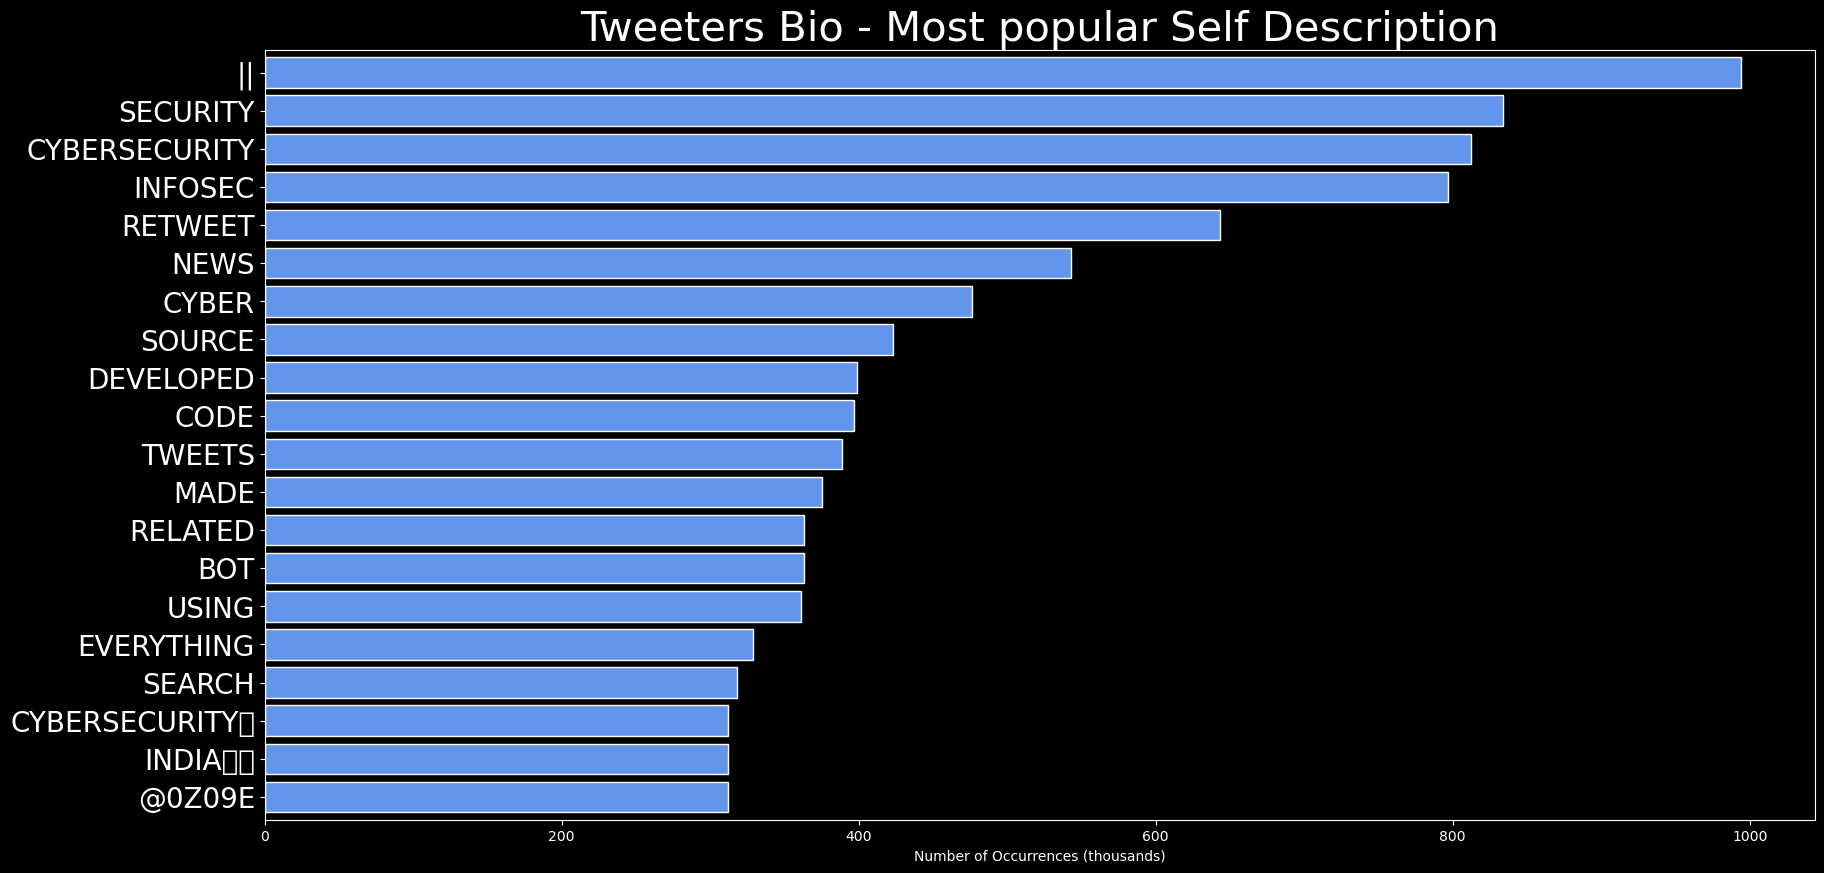 Tweeters Bio - Most popular Self Description
||
SECURITY
CYBERSECURITY
INFOSEC
RETWEET
NEWS
CYBER
SOURCE
DEVELOPED
CODE
TWEETS
MADE
RELATED
BOT
USING
EVERYTHING
SEARCH
CYBERSECURITY▯
INDIA▯▯
@0Z09E
0 200 400 600 800 1000
Number of Occurrences (thousands)